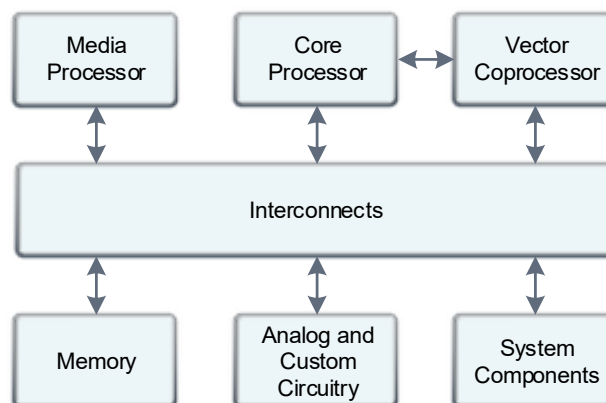 Media
Processor
Core
Processor
Vector
Coprocessor
Interconnects
Memory
Analog and
Custom
Circuitry
System
Components